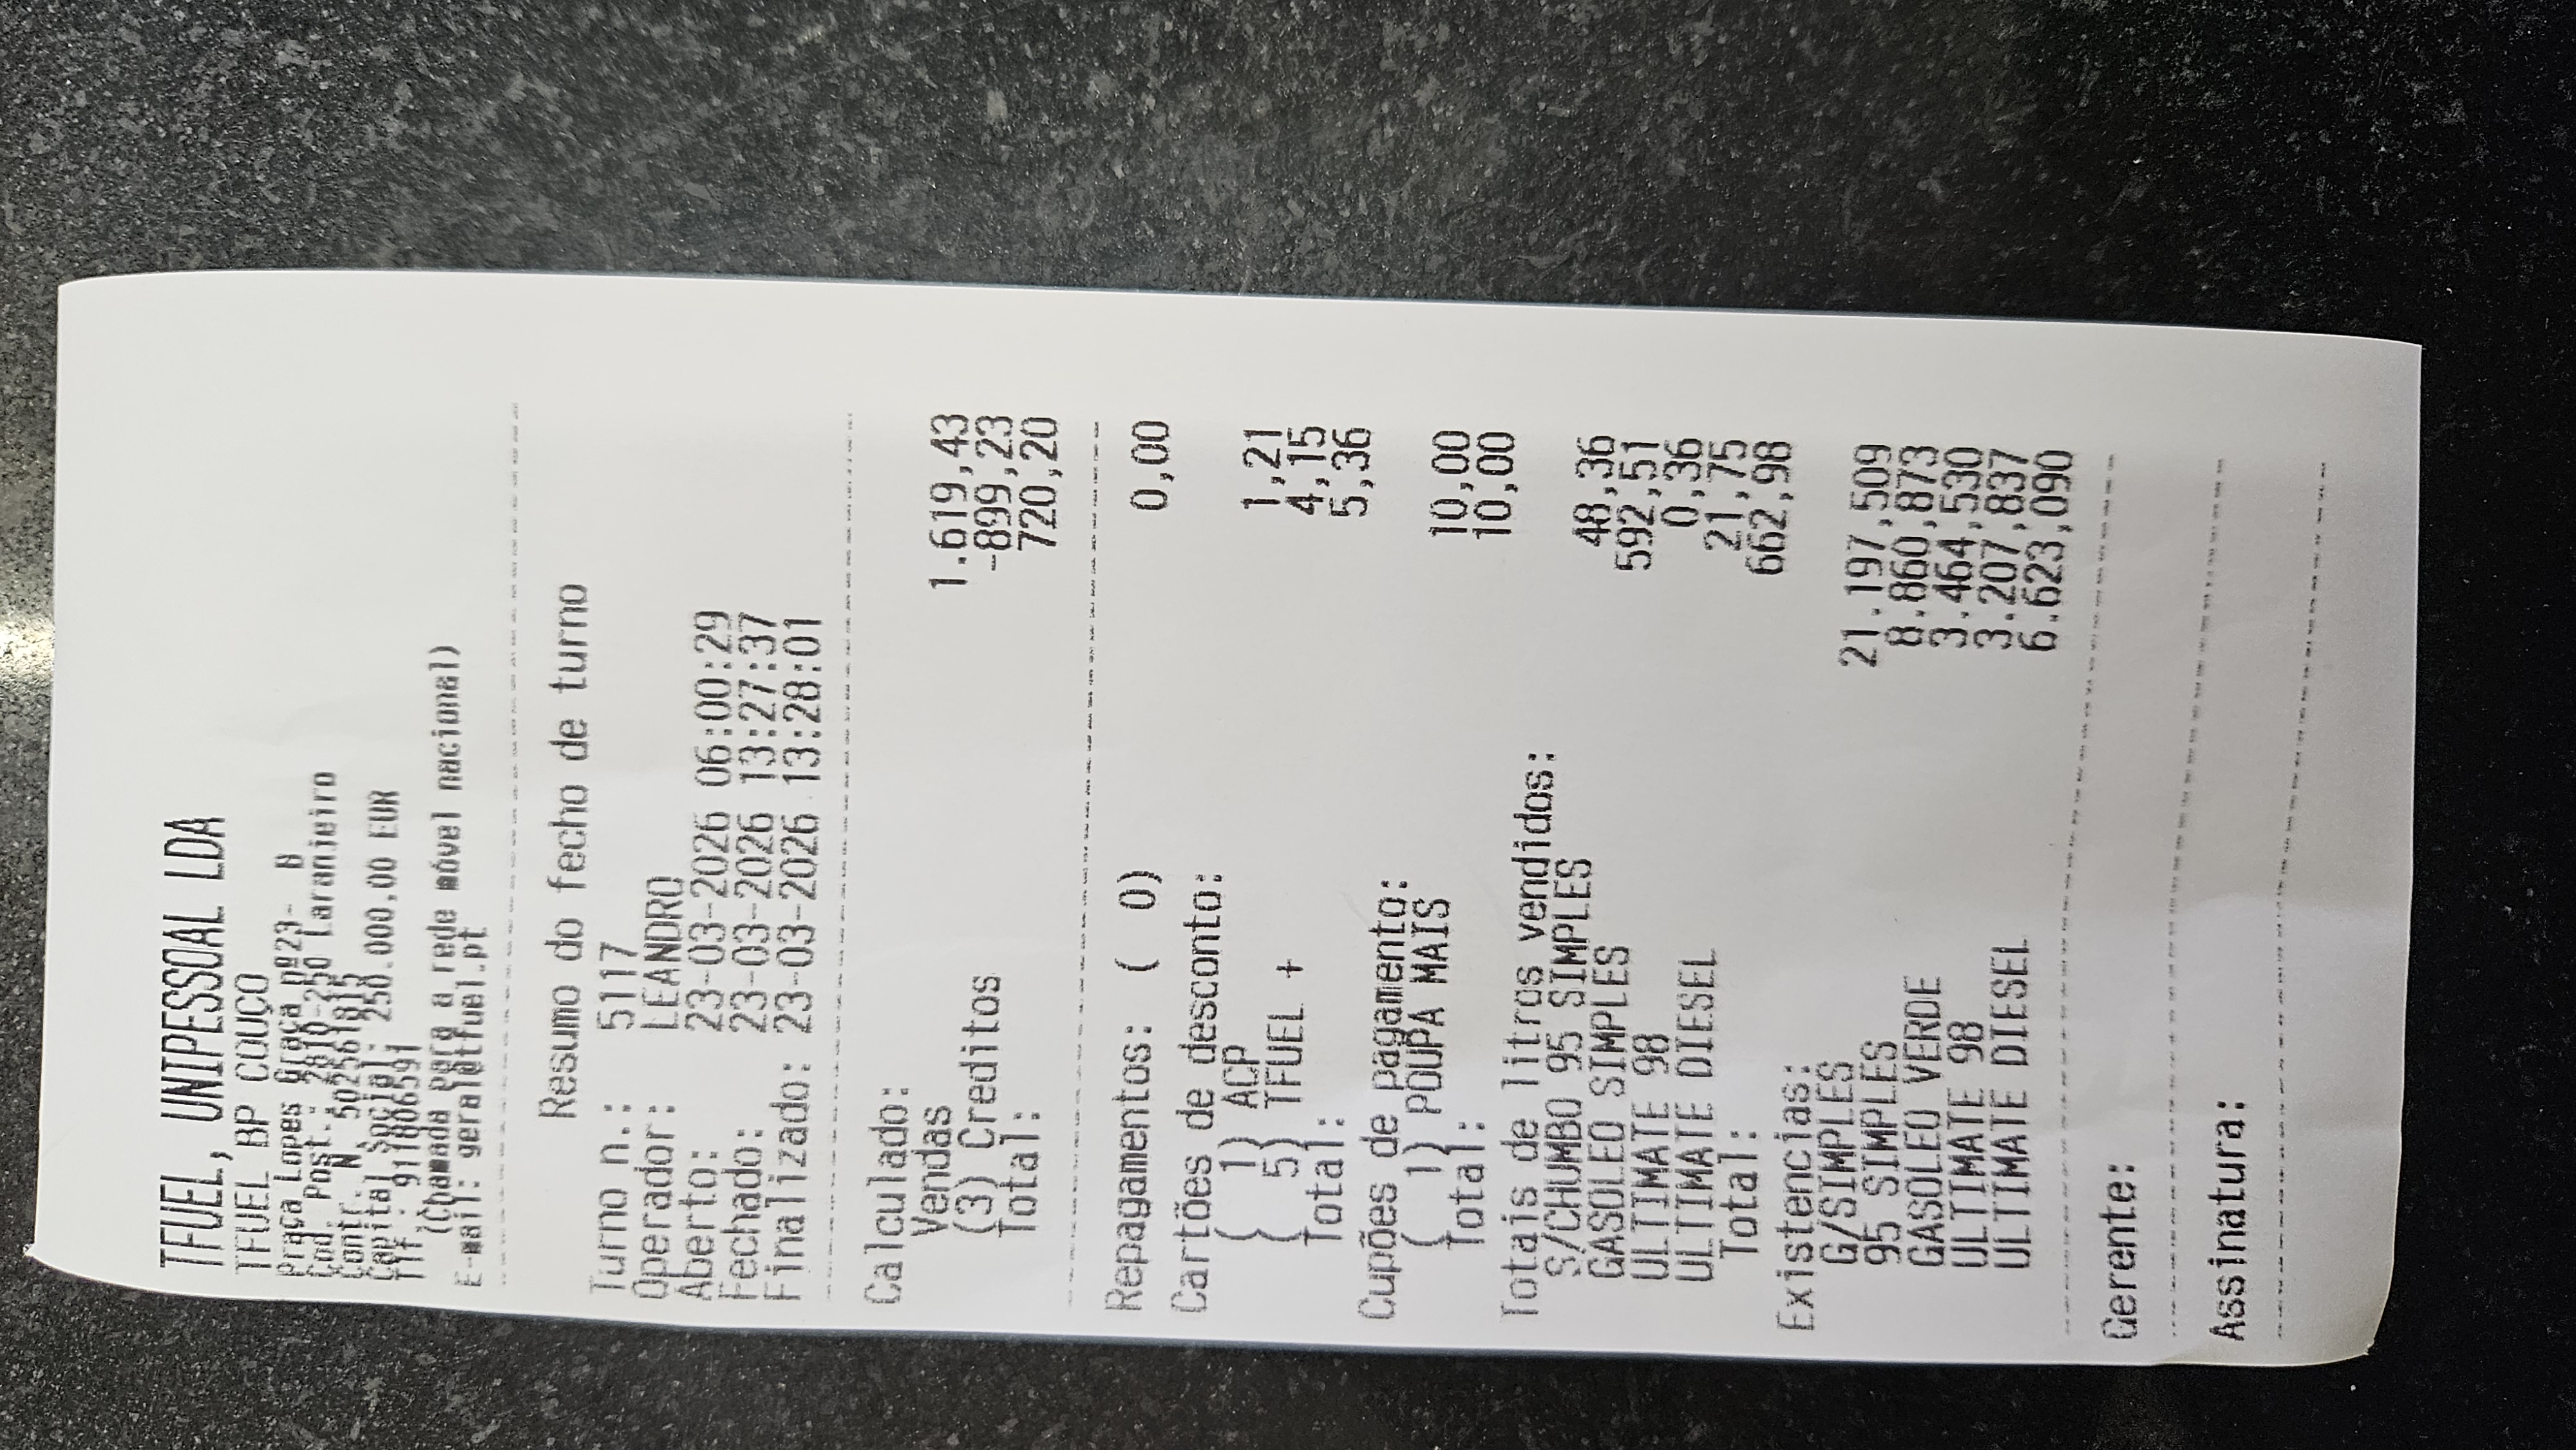 TFUEL, UNIPESSOAL LDA
TFUEL BP COUÇO
Praça Lopes Graça nº23- B
Cod. Post.: 2810-250 Laranjeiro
Contr. N. 502561815
Capital Social: 250.000,00 EUR
Tlf. 911806591
(Chamada para a rede móvel nacional)
E-mail: geral@tfuel.pt
Resumo do fecho de turno
Turno n.: 5117
Operador: LEANDRO
Aberto: 23-03-2026 06:00:29
Fechado: 23-03-2026 13:27:37
Finalizado: 23-03-2026 13:28:01
Calculado:
Vendas 1.619,43
(3) Creditos -899,23
Total: 720,20
Repagamentos: ( 0) 0,00
Cartões de desconto:
( 1) ACP 1,21
( 5) TFUEL + 4,15
Total: 5,36
Cupões de pagamento:
( 1) POUPA MAIS 10,00
Total: 10,00
Totais de litros vendidos:
S/CHUMBO 95 SIMPLES 48,36
GASOLEO SIMPLES 592,51
ULTIMATE 98 0,36
ULTIMATE DIESEL 21,75
Total: 662,98
Existencias:
G/SIMPLES 21.197,509
95 SIMPLES 8.860,873
GASOLEO VERDE 3.464,530
ULTIMATE 98 3.207,837
ULTIMATE DIESEL 6.623,090
Gerente:
Assinatura: